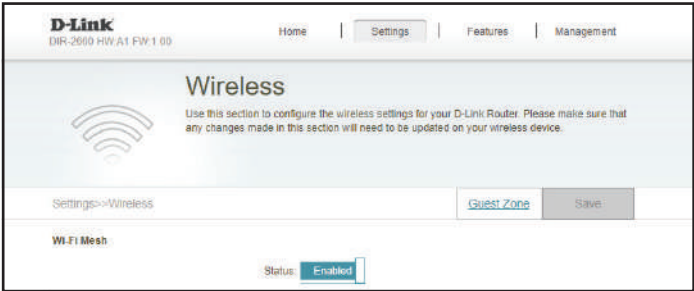 D-Link
DIR-2660 HW:A1 FW:1.00
Home | Settings | Features | Management
Wireless
Use this section to configure the wireless settings for your D-Link Router. Please make sure that
any changes made in this section will need to be updated on your wireless device.
Settings>>Wireless
Guest Zone
Save
Wi-Fi Mesh
Status: Enabled